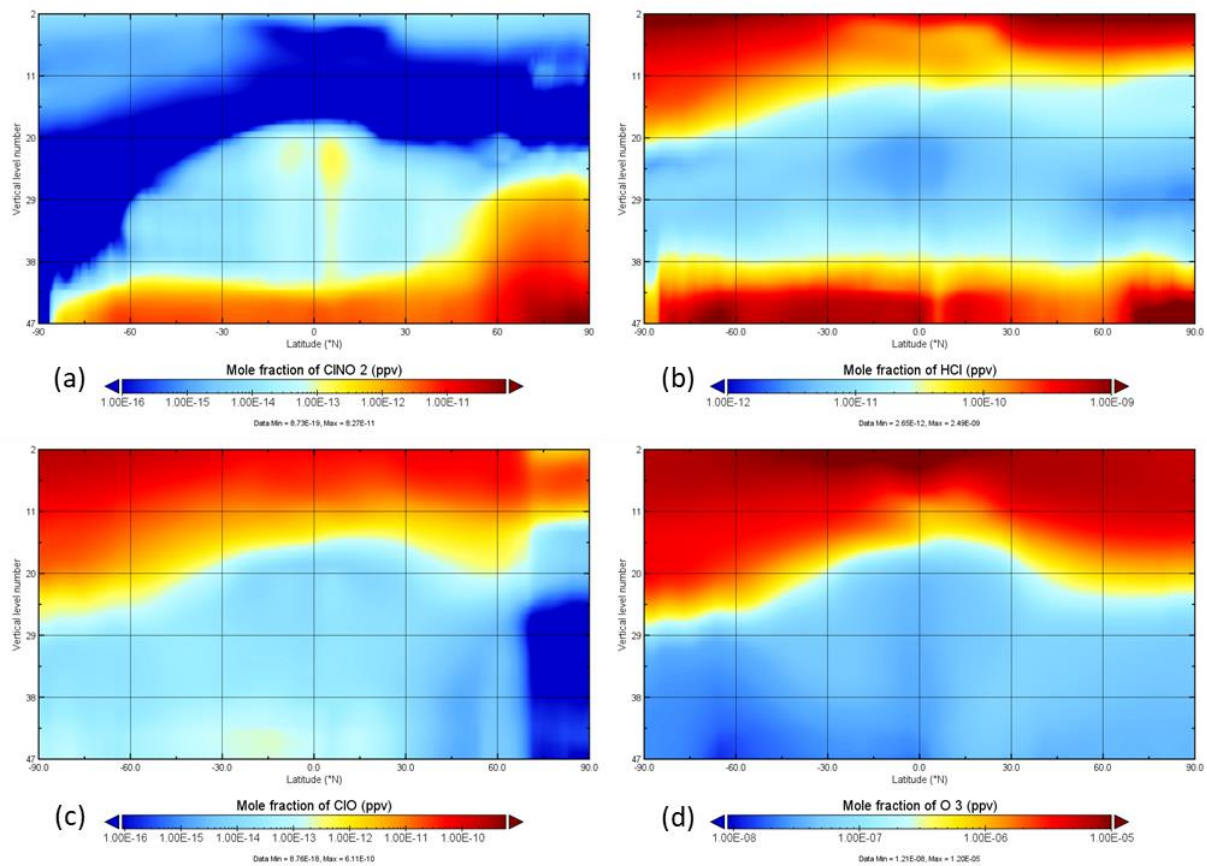 2
11
20
29
38
47
Vertical level number
-90.0 -60.0 -30.0 0.0 30.0 60.0 90.0
Latitude (°N)
(a)
Mole fraction of ClNO 2 (ppv)
1.00E-16 1.00E-15 1.00E-14 1.00E-13 1.00E-12 1.00E-11
Data Min = 8.73E-19, Max = 8.27E-11
2
11
20
29
38
47
Vertical level number
-90.0 -60.0 -30.0 0.0 30.0 60.0 90.0
Latitude (°N)
(b)
Mole fraction of HCl (ppv)
1.00E-12 1.00E-11 1.00E-10 1.00E-09
Data Min = 2.65E-12, Max = 2.49E-09
2
11
20
29
38
47
Vertical level number
-90.0 -60.0 -30.0 0.0 30.0 60.0 90.0
Latitude (°N)
(c)
Mole fraction of ClO (ppv)
1.00E-16 1.00E-15 1.00E-14 1.00E-13 1.00E-12 1.00E-11 1.00E-10
Data Min = 8.76E-18, Max = 6.11E-10
2
11
20
29
38
47
Vertical level number
-90.0 -60.0 -30.0 0.0 30.0 60.0 90.0
Latitude (°N)
(d)
Mole fraction of O 3 (ppv)
1.00E-08 1.00E-07 1.00E-06 1.00E-05
Data Min = 1.21E-08, Max = 1.20E-05